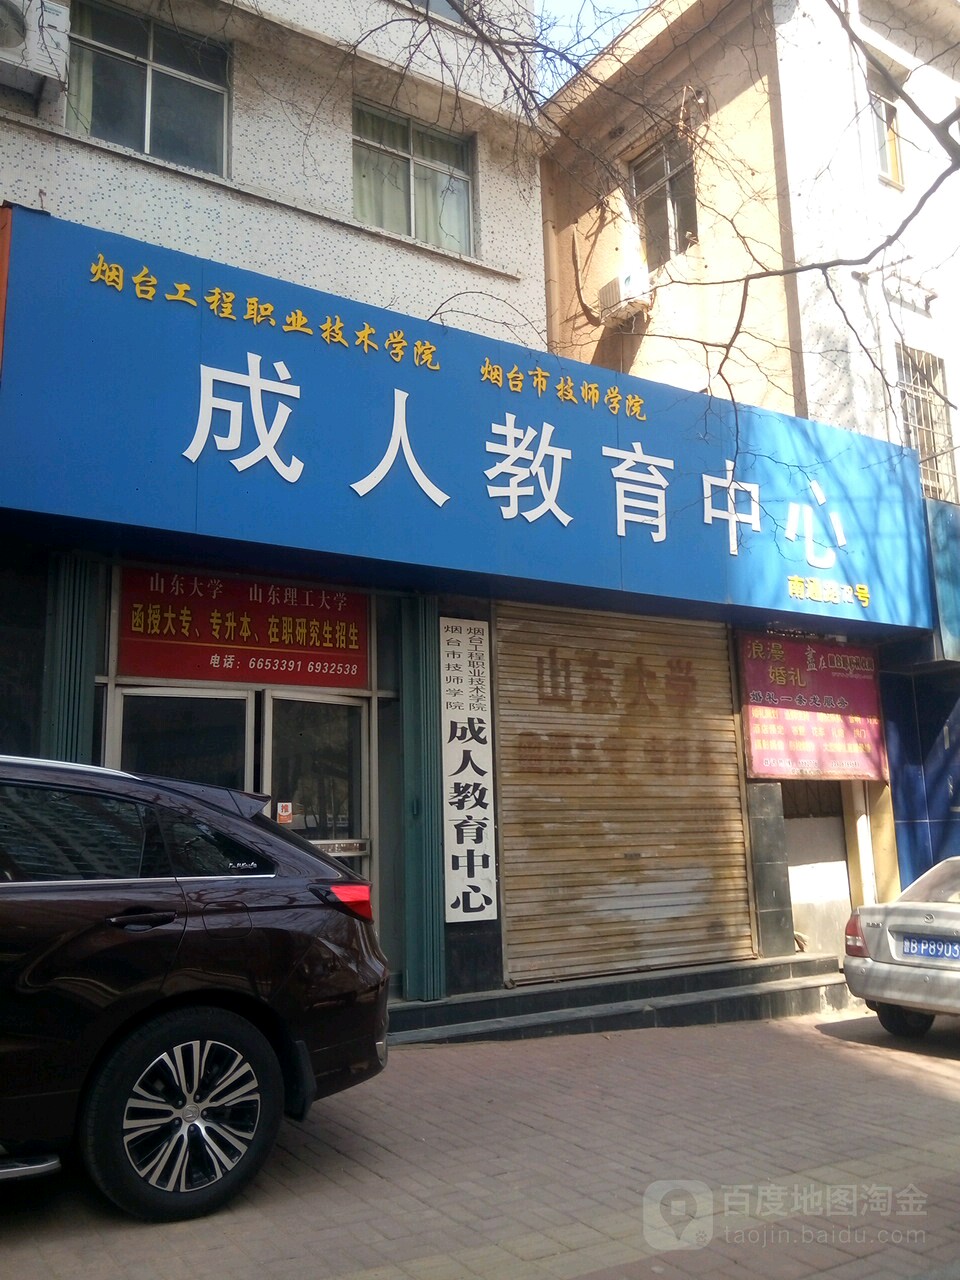 烟台工程职业技术学院 烟台市技师学院
成人教育中心
南通路72号
山东大学 山东理工大学
函授大专、专升本、在职研究生招生
电话：6653391 6932538
烟台工程职业技术学院
烟台市技师学院
成人教育中心
山东大学
浪漫
婚礼
婚礼一条龙服务
推
B·P8903
百度地图淘金
taojin.baidu.com